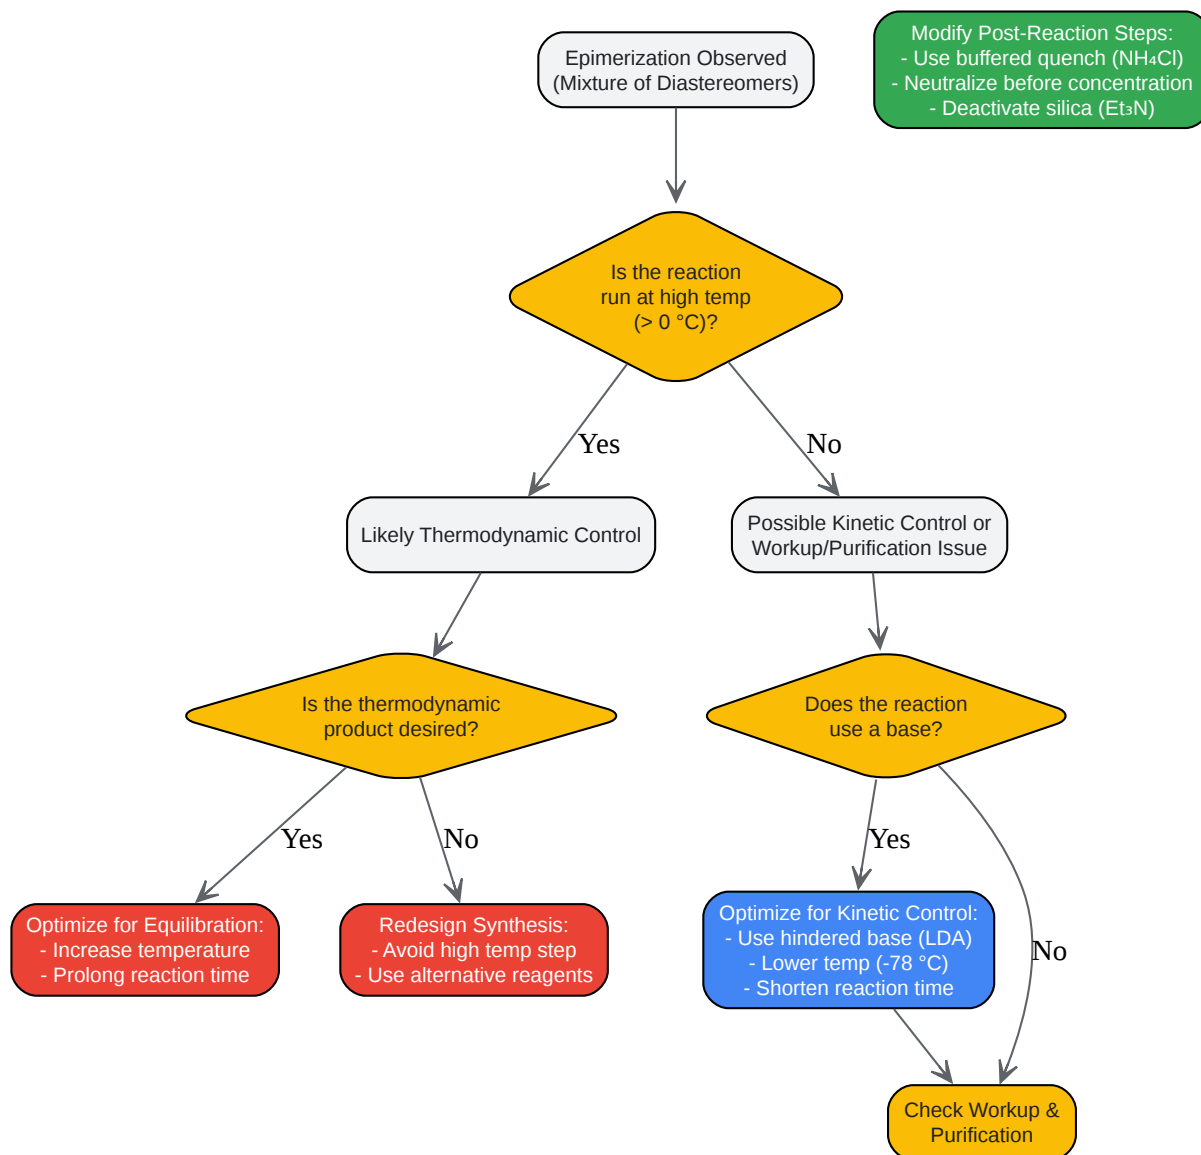 Epimerization Observed
(Mixture of Diastereomers)
Modify Post-Reaction Steps:
- Use buffered quench (NH₄Cl)
- Neutralize before concentration
- Deactivate silica (Et₃N)
Is the reaction
run at high temp
(> 0 °C)?
Yes
No
Likely Thermodynamic Control
Possible Kinetic Control or
Workup/Purification Issue
Is the thermodynamic
product desired?
Does the reaction
use a base?
Yes
No
Yes
No
Optimize for Equilibration:
- Increase temperature
- Prolong reaction time
Redesign Synthesis:
- Avoid high temp step
- Use alternative reagents
Optimize for Kinetic Control:
- Use hindered base (LDA)
- Lower temp (-78 °C)
- Shorten reaction time
Check Workup &
Purification